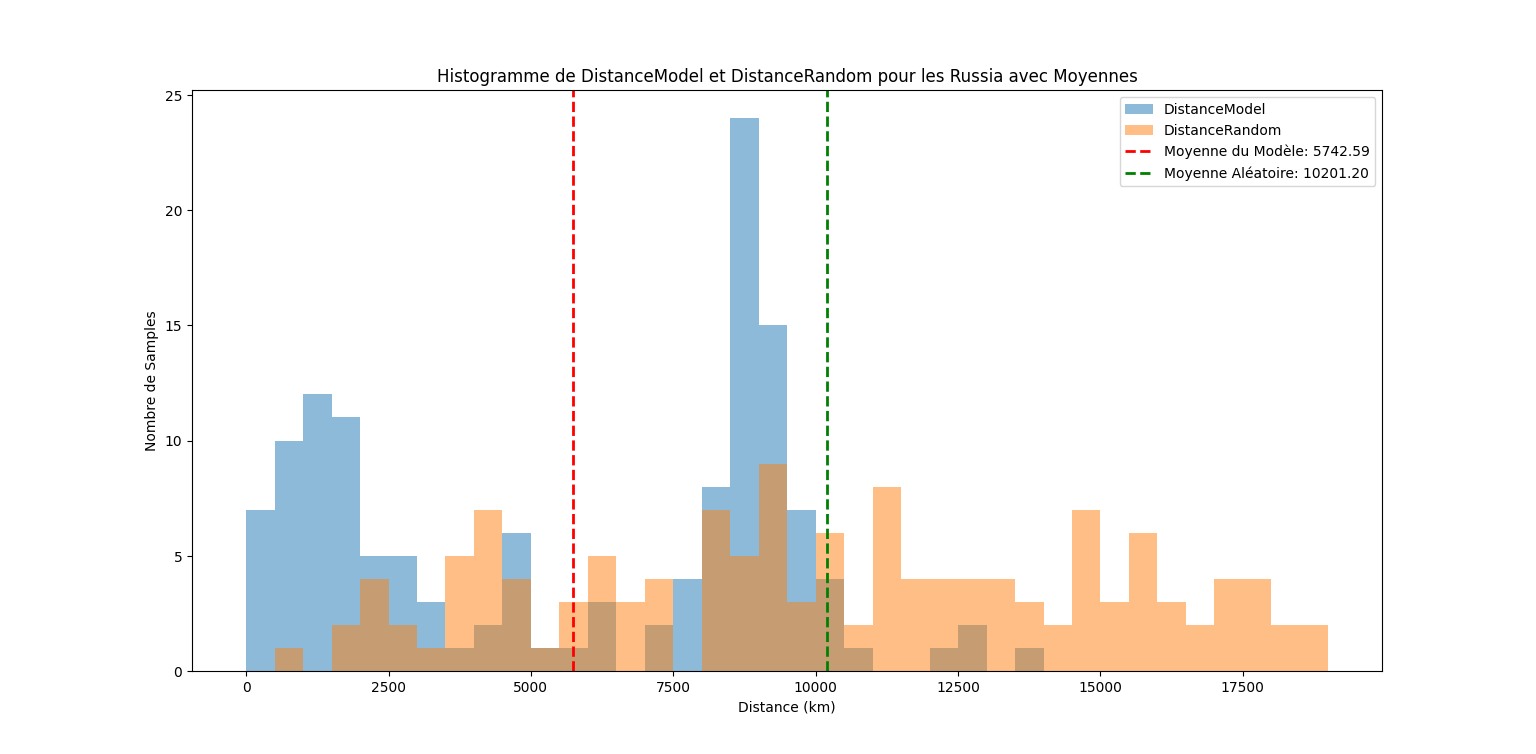 Histogramme de DistanceModel et DistanceRandom pour les Russia avec Moyennes
DistanceModel
DistanceRandom
Moyenne du Modèle: 5742.59
Moyenne Aléatoire: 10201.20
Nombre de Samples
25
20
15
10
5
0
0 2500 5000 7500 10000 12500 15000 17500
Distance (km)